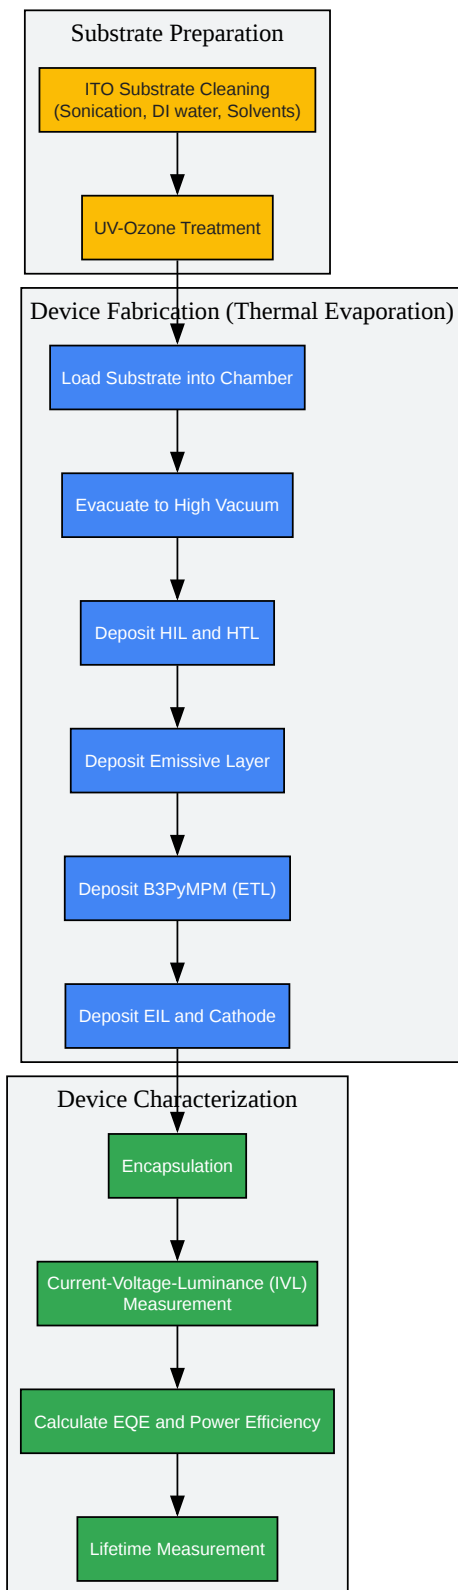 Substrate Preparation
ITO Substrate Cleaning
(Sonication, DI water, Solvents)
UV-Ozone Treatment
Device Fabrication (Thermal Evaporation)
Load Substrate into Chamber
Evacuate to High Vacuum
Deposit HIL and HTL
Deposit Emissive Layer
Deposit B3PyMPM (ETL)
Deposit EIL and Cathode
Device Characterization
Encapsulation
Current-Voltage-Luminance (IVL)
Measurement
Calculate EQE and Power Efficiency
Lifetime Measurement